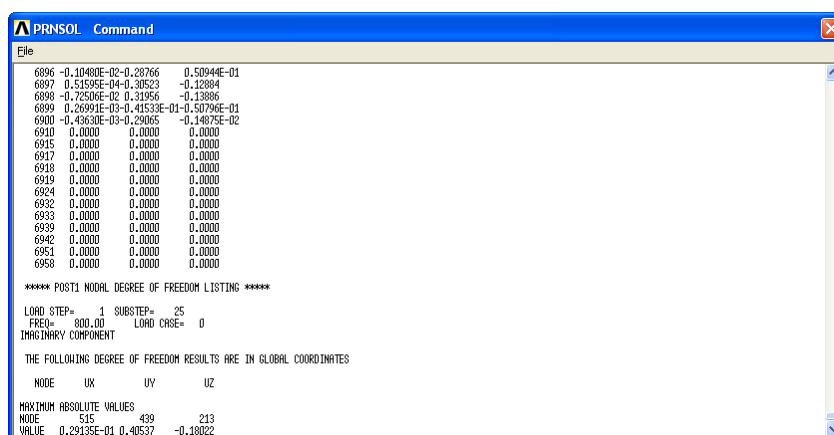 PRNSOL Command
File
6896 -0.10480E-02-0.28766 0.50944E-01
6897 0.51595E-04-0.30523 -0.12884
6898 -0.72506E-02 0.31956 -0.13886
6899 0.26991E-03-0.41533E-01-0.50796E-01
6900 -0.43630E-03-0.29065 -0.14875E-02
6910 0.0000 0.0000 0.0000
6915 0.0000 0.0000 0.0000
6917 0.0000 0.0000 0.0000
6918 0.0000 0.0000 0.0000
6919 0.0000 0.0000 0.0000
6924 0.0000 0.0000 0.0000
6932 0.0000 0.0000 0.0000
6933 0.0000 0.0000 0.0000
6939 0.0000 0.0000 0.0000
6942 0.0000 0.0000 0.0000
6951 0.0000 0.0000 0.0000
6958 0.0000 0.0000 0.0000
***** POST1 NODAL DEGREE OF FREEDOM LISTING *****
LOAD STEP= 1 SUBSTEP= 25
FREQ= 800.00 LOAD CASE= 0
IMAGINARY COMPONENT
THE FOLLOWING DEGREE OF FREEDOM RESULTS ARE IN GLOBAL COORDINATES
NODE UX UY UZ
MAXIMUM ABSOLUTE VALUES
NODE 515 439 213
VALUE 0.29135E-01 0.40537 -0.18022